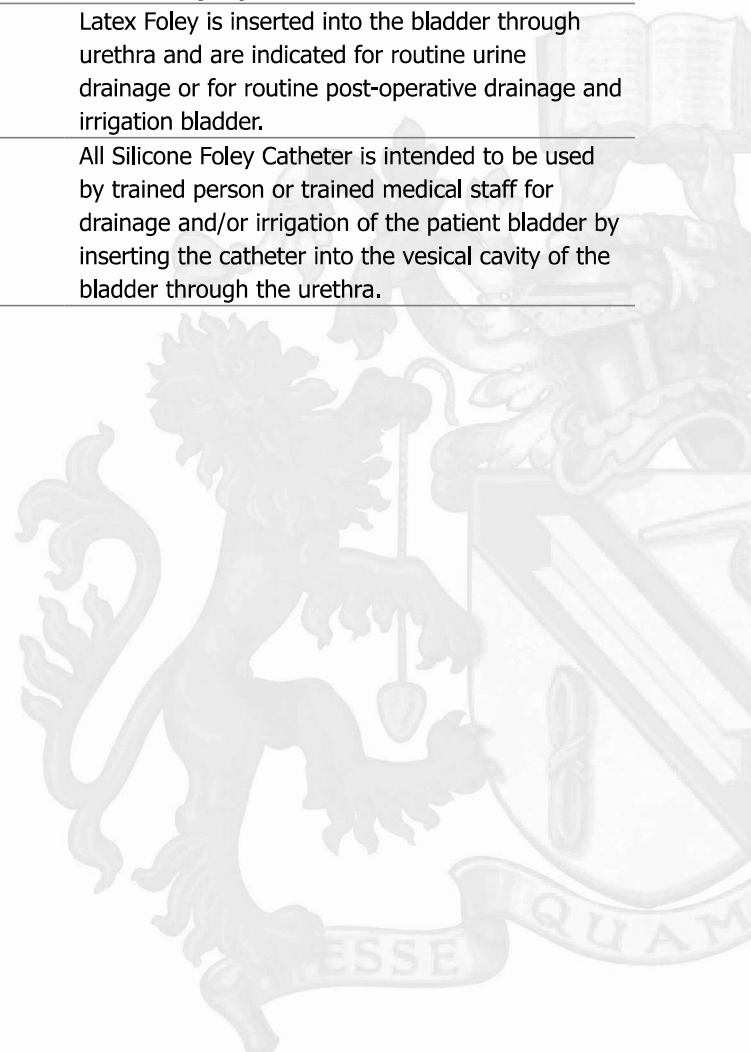 Latex Foley is inserted into the bladder through
urethra and are indicated for routine urine
drainage or for routine post-operative drainage and
irrigation bladder.
All Silicone Foley Catheter is intended to be used
by trained person or trained medical staff for
drainage and/or irrigation of the patient bladder by
inserting the catheter into the vesical cavity of the
bladder through the urethra.
ESSE QUAM